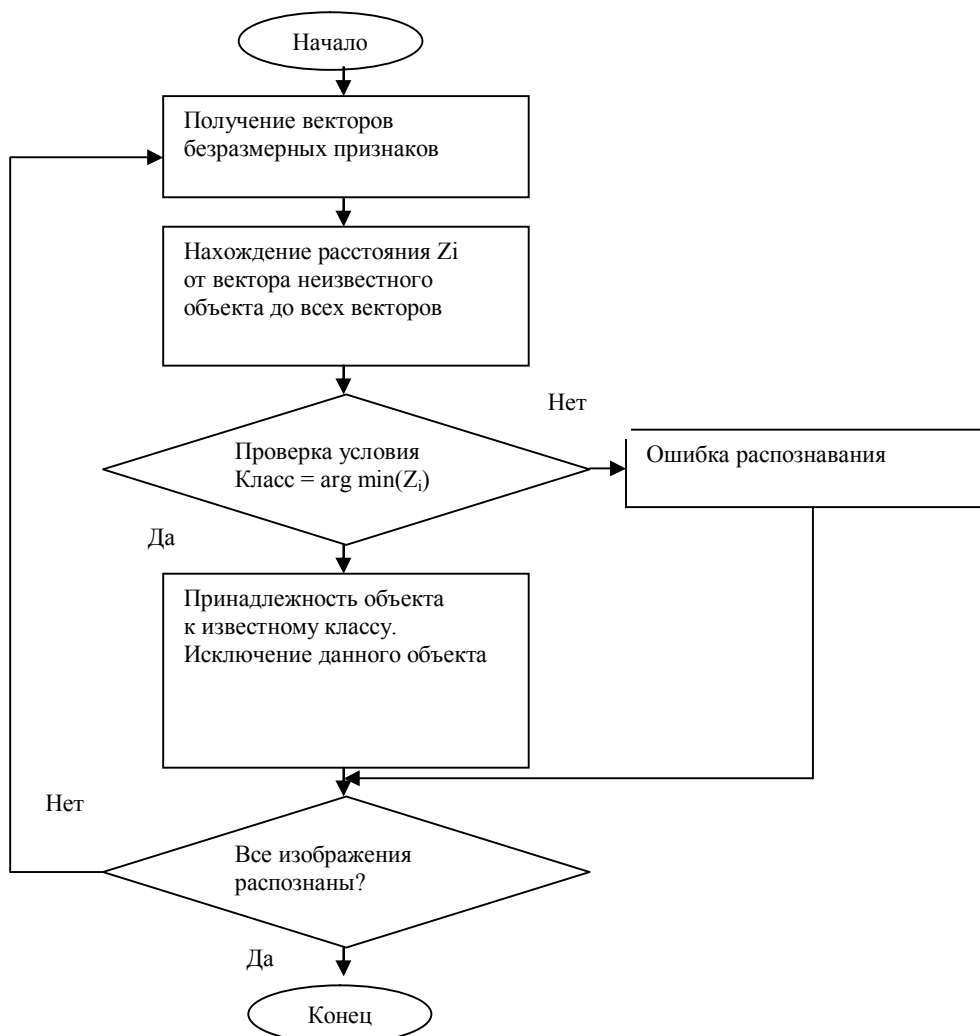 Начало
Получение векторов
безразмерных признаков
Нахождение расстояния Zi
от вектора неизвестного
объекта до всех векторов
Нет
Проверка условия
Класс = arg min(Zi)
Ошибка распознавания
Да
Принадлежность объекта
к известному классу.
Исключение данного объекта
Нет
Все изображения
распознаны?
Да
Конец